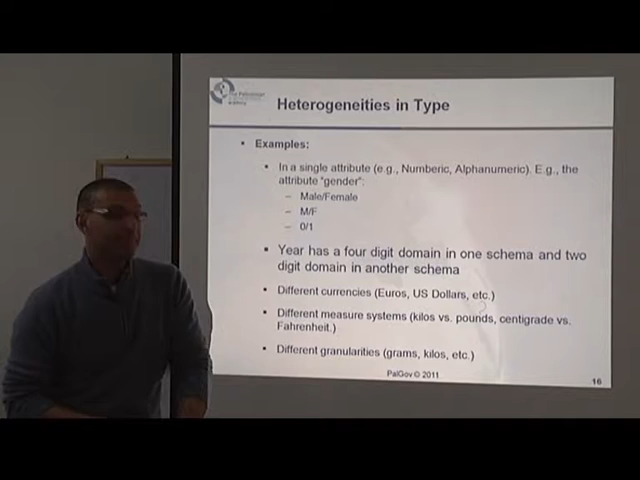 Heterogeneities in Type
• Examples:
• In a single attribute (e.g., Numberic, Alphanumeric). E.g., the
attribute "gender":
– Male/Female
– M/F
– 0/1
• Year has a four digit domain in one schema and two
digit domain in another schema
• Different currencies (Euros, US Dollars, etc.)
• Different measure systems (kilos vs. pounds, centigrade vs.
Fahrenheit.)
• Different granularities (grams, kilos, etc.)
PalGov © 2011
16